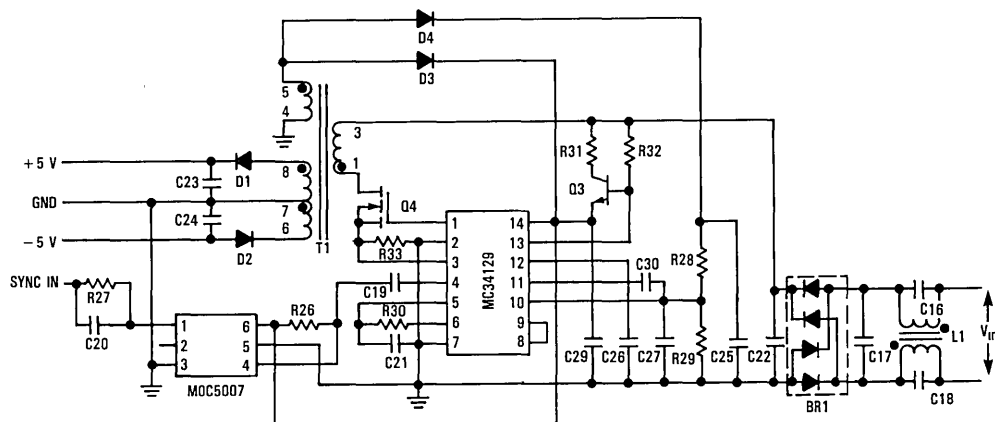 D4
D3
5
4
3
1
R31
R32
+5 V
8
C23
D1
Q3
GND
Q4
C24
7
−5 V
6
D2
T1
1
14
R33
2
13
3
12
C30
R28
SYNC IN
C19
4
11
R27
5
10
R26
R30
6
9
C20
1
6
7
8
2
5
C21
3
4
MC34129
C29
C26
C27
R29
C25
C22
C17
C16
L1
Vin
C18
MOC5007
BR1